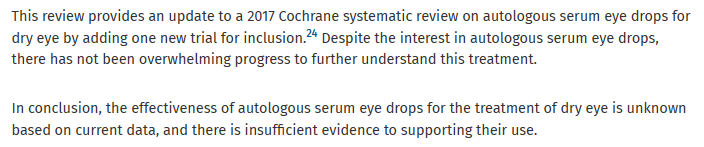 This review provides an update to a 2017 Cochrane systematic review on autologous serum eye drops for
dry eye by adding one new trial for inclusion.24 Despite the interest in autologous serum eye drops,
there has not been overwhelming progress to further understand this treatment.
In conclusion, the effectiveness of autologous serum eye drops for the treatment of dry eye is unknown
based on current data, and there is insufficient evidence to supporting their use.